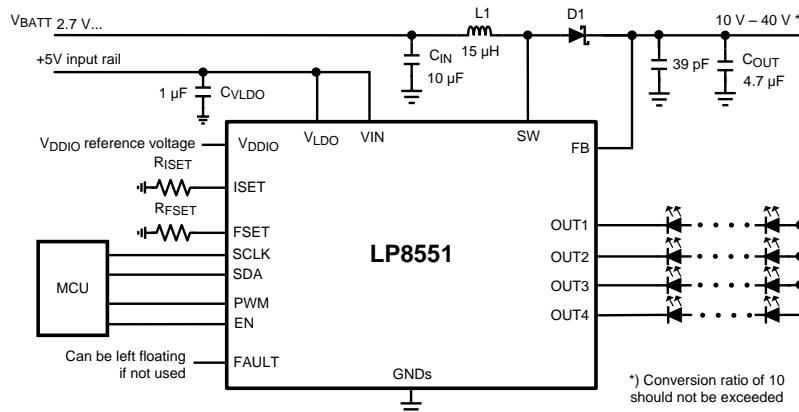 VBATT 2.7 V...
L1
D1
10 V – 40 V *
15 µH
CIN
10 µF
39 pF
COUT
4.7 µF
+5V input rail
1 µF
CVLDO
VDDIO reference voltage
VDDIO
VLDO
VIN
SW
FB
RISET
ISET
RFSET
FSET
OUT1
SCLK
LP8551
OUT2
SDA
MCU
OUT3
PWM
OUT4
EN
Can be left floating
if not used
FAULT
GNDs
*) Conversion ratio of 10
should not be exceeded